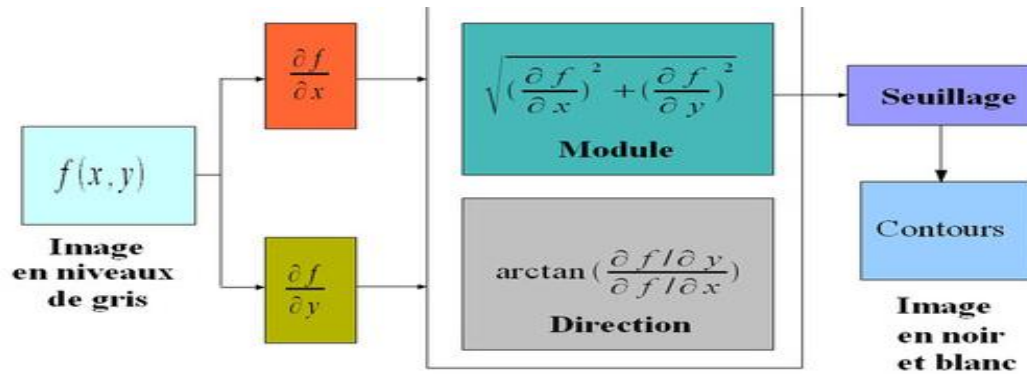 f(x,y)
Image
en niveaux
de gris
∂f/∂x
∂f/∂y
√((∂f/∂x)² + (∂f/∂y)²)
Module
arctan(∂f/∂y / ∂f/∂x)
Direction
Seuillage
Contours
Image
en noir
et blanc